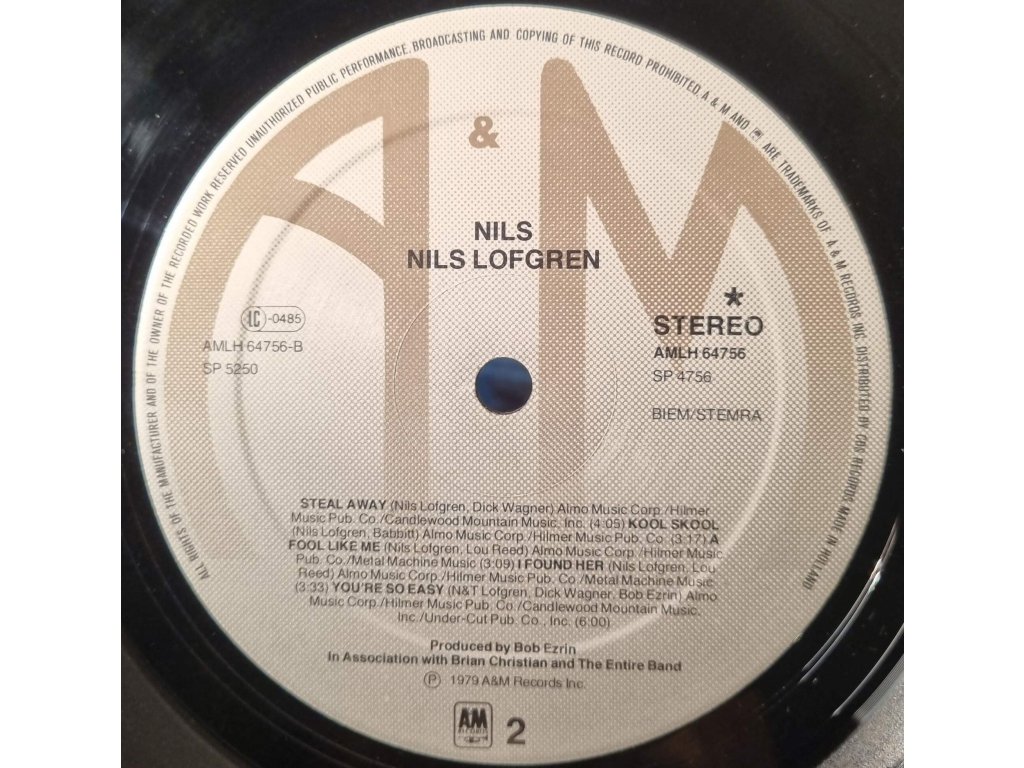 ALL RIGHTS OF THE MANUFACTURER AND OF THE OWNER OF THE RECORDED WORK RESERVED UNAUTHORIZED PUBLIC PERFORMANCE, BROADCASTING AND COPYING OF THIS RECORD PROHIBITED A & M AND ARE TRADEMARKS OF A & M RECORDS INC. DISTRIBUTED BY CBS RECORDS MADE IN HOLLAND
A & M
NILS
NILS LOFGREN
LC -0485
AMLH 64756-B
SP 5250
*
STEREO
AMLH 64756
SP 4756
BIEM/STEMRA
STEAL AWAY (Nils Lofgren, Dick Wagner) Almo Music Corp./Hilmer
Music Pub. Co./Candlewood Mountain Music, Inc. (4:05) KOOL SKOOL
(Nils Lofgren, Babbitt) Almo Music Corp./Hilmer Music Pub. Co. (3:17) A
FOOL LIKE ME (Nils Lofgren, Lou Reed) Almo Music Corp. /Hilmer Music
Pub. Co./Metal Machine Music (3:09) I FOUND HER (Nils Lofgren, Lou
Reed) Almo Music Corp./Hilmer Music Pub. Co./Metal Machine Music
(3:33) YOU'RE SO EASY (N&T Lofgren, Dick Wagner, Bob Ezrin) Almo
Music Corp./Hilmer Music Pub. Co./Candlewood Mountain Music,
Inc./Under-Cut Pub. Co., Inc. (6:00)
Produced by Bob Ezrin
In Association with Brian Christian and The Entire Band
℗ 1979 A&M Records Inc.
A&M RECORDS
2